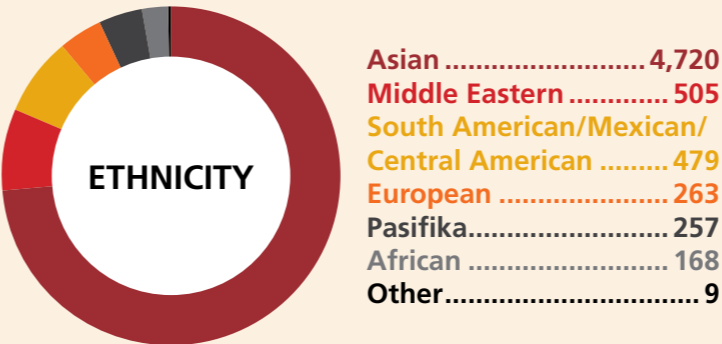 ETHNICITY
Asian .......................... 4,720
Middle Eastern ............. 505
South American/Mexican/
Central American ......... 479
European ...................... 263
Pasifika.......................... 257
African .......................... 168
Other................................. 9